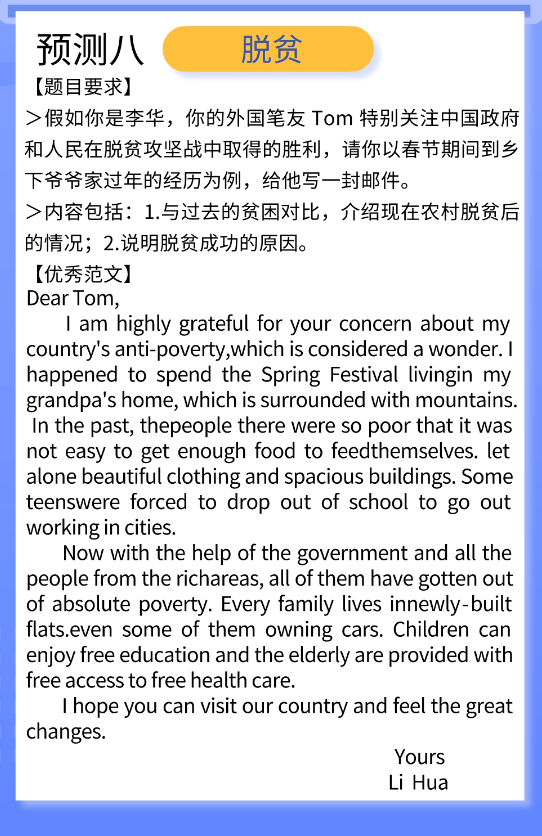 预测八 脱贫
【题目要求】
＞假如你是李华，你的外国笔友 Tom 特别关注中国政府
和人民在脱贫攻坚战中取得的胜利，请你以春节期间到乡
下爷爷家过年的经历为例，给他写一封邮件。
＞内容包括：1.与过去的贫困对比，介绍现在农村脱贫后
的情况；2.说明脱贫成功的原因。
【优秀范文】
Dear Tom,
I am highly grateful for your concern about my
country's anti-poverty,which is considered a wonder. I
happened to spend the Spring Festival livingin my
grandpa's home, which is surrounded with mountains.
In the past, thepeople there were so poor that it was
not easy to get enough food to feedthemselves. let
alone beautiful clothing and spacious buildings. Some
teenswere forced to drop out of school to go out
working in cities.
Now with the help of the government and all the
people from the richareas, all of them have gotten out
of absolute poverty. Every family lives innewly-built
flats.even some of them owning cars. Children can
enjoy free education and the elderly are provided with
free access to free health care.
I hope you can visit our country and feel the great
changes.
Yours
Li Hua